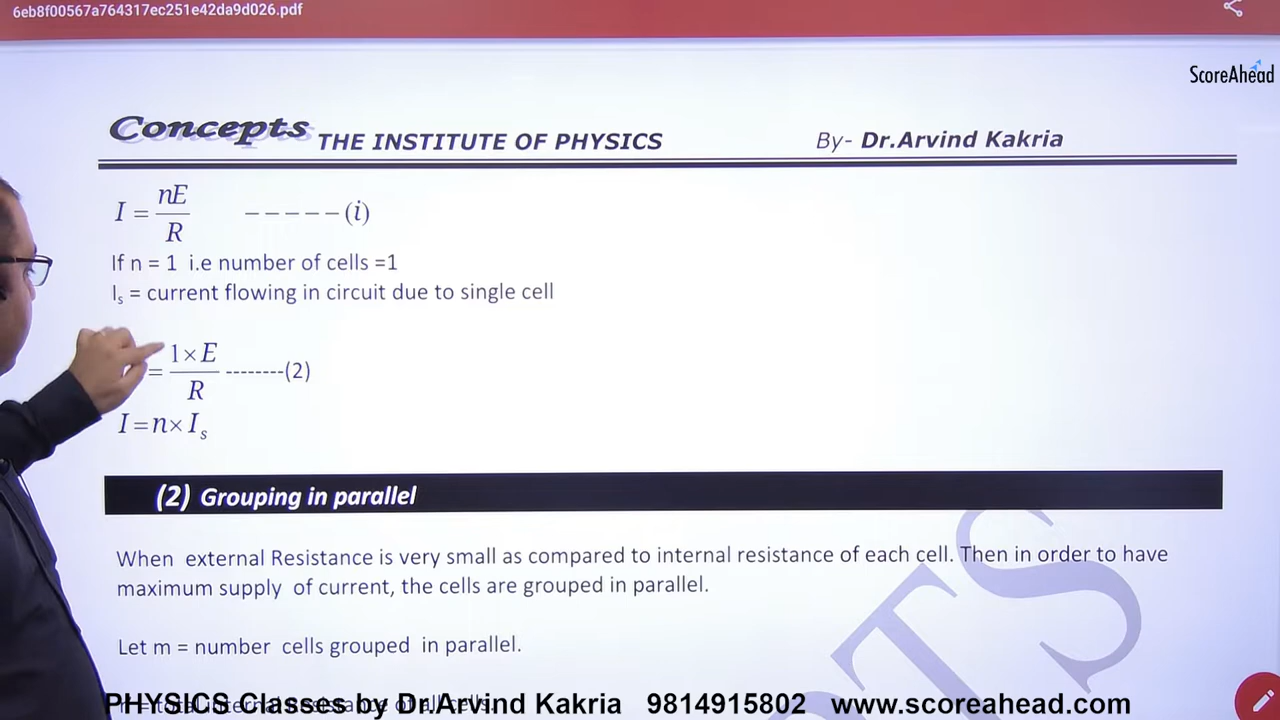 6eb8f00567a764317ec251e42da9d026.pdf
ScoreAhead
Concepts THE INSTITUTE OF PHYSICS By- Dr.Arvind Kakria
I = nE/R -----(i)
If n = 1 i.e number of cells =1
Is = current flowing in circuit due to single cell
= 1×E/R --------(2)
I=n×Is
(2) Grouping in parallel
When external Resistance is very small as compared to internal resistance of each cell. Then in order to have
maximum supply of current, the cells are grouped in parallel.
Let m = number cells grouped in parallel.
PHYSICS Classes by Dr.Arvind Kakria 9814915802 www.scoreahead.com